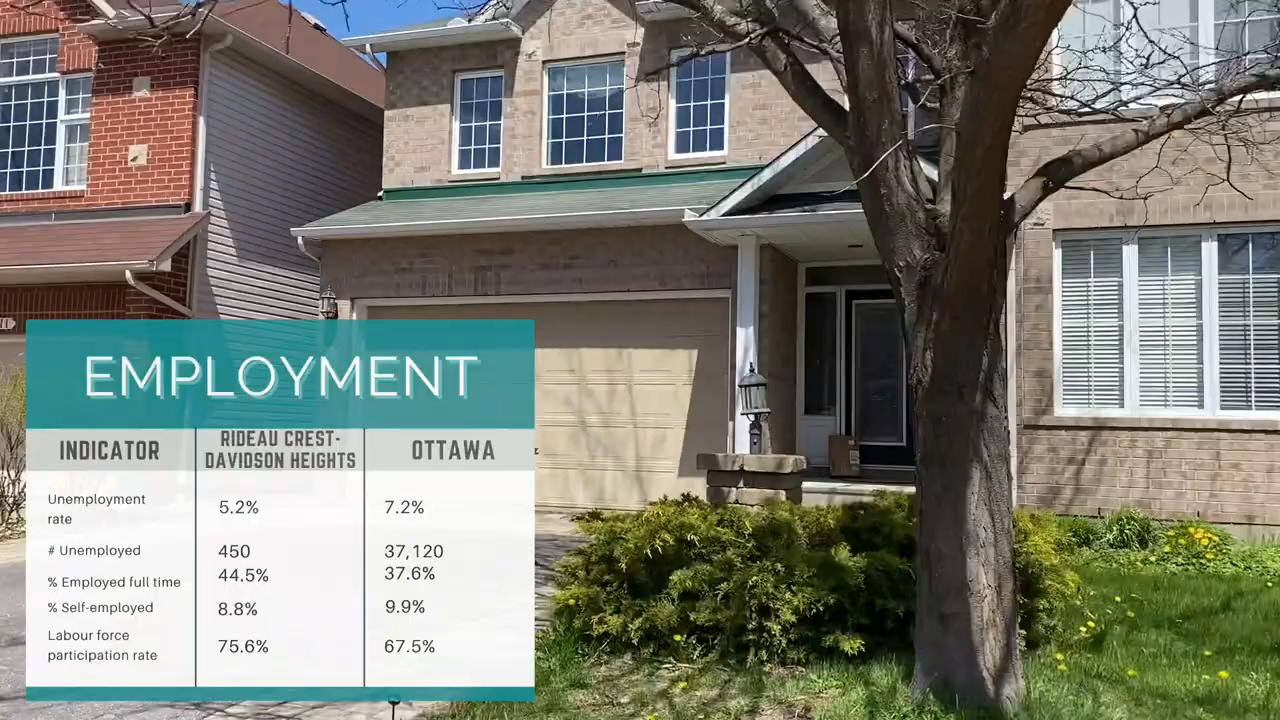 EMPLOYMENT
INDICATOR
RIDEAU CREST-
DAVIDSON HEIGHTS
OTTAWA
Unemployment
rate
5.2%
7.2%
# Unemployed
450
37,120
% Employed full time
44.5%
37.6%
% Self-employed
8.8%
9.9%
Labour force
participation rate
75.6%
67.5%